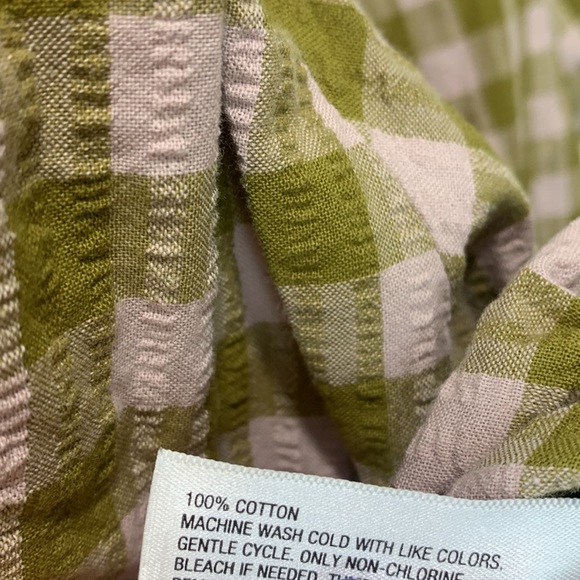 100% COTTON
MACHINE WASH COLD WITH LIKE COLORS.
GENTLE CYCLE. ONLY NON-CHLORINE
BLEACH IF NEEDED.